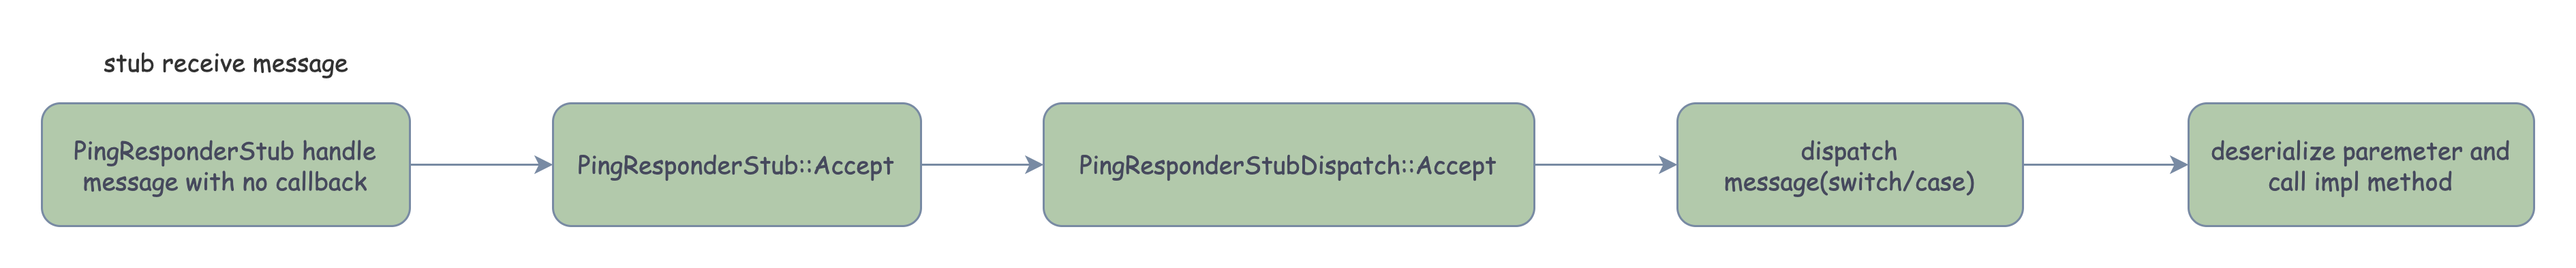 stub receive message
PingResponderStub handle
message with no callback
PingResponderStub::Accept
PingResponderStubDispatch::Accept
dispatch
message(switch/case)
deserialize paremeter and
call impl method